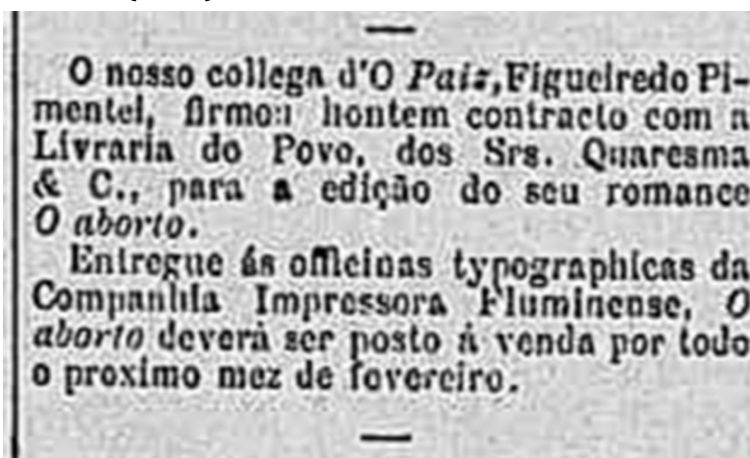 O nosso collega d'O Paiz, Figueiredo Pi-
mentel, firmou hontem contracto com a
Livraria do Povo, dos Srs. Quaresma
& C., para a edição do seu romance
O aborto.
Entregue ás officinas typographicas da
Companhia Impressora Fluminense, O
aborto deverá ser posto á venda por todo
o proximo mez de fevereiro.